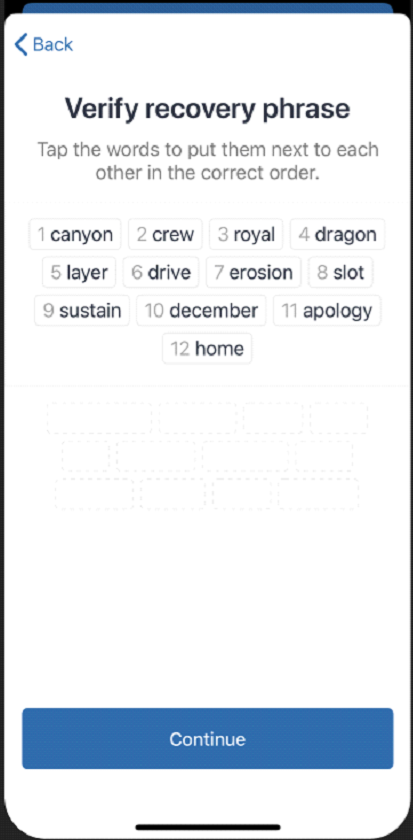 Back
Verify recovery phrase
Tap the words to put them next to each
other in the correct order.
1 canyon 2 crew 3 royal 4 dragon
5 layer 6 drive 7 erosion 8 slot
9 sustain 10 december 11 apology
12 home
Continue